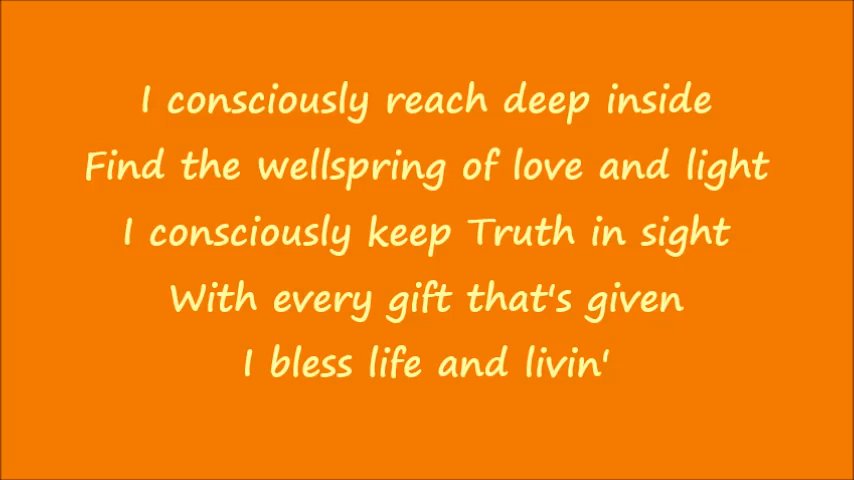 I consciously reach deep inside
Find the wellspring of love and light
I consciously keep Truth in sight
With every gift that's given
I bless life and livin'